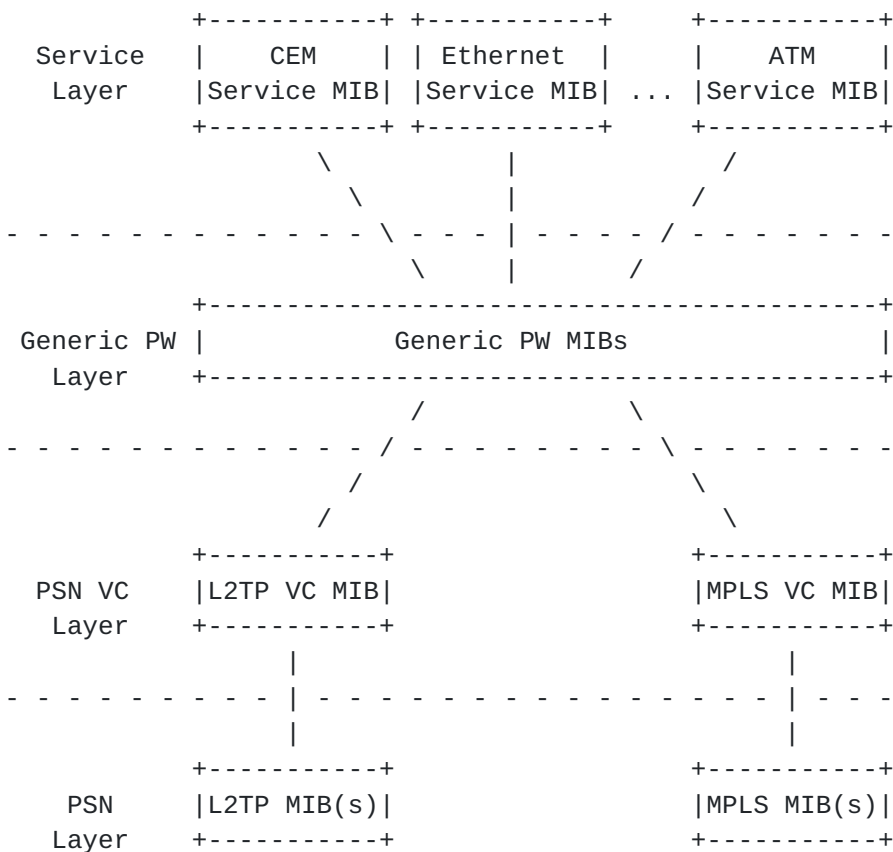 Service | CEM | | Ethernet | | ATM |
Layer |Service MIB| |Service MIB| ... |Service MIB|
Generic PW | Generic PW MIBs |
Layer
PSN VC |L2TP VC MIB| |MPLS VC MIB|
Layer
PSN |L2TP MIB(s)| |MPLS MIB(s)|
Layer